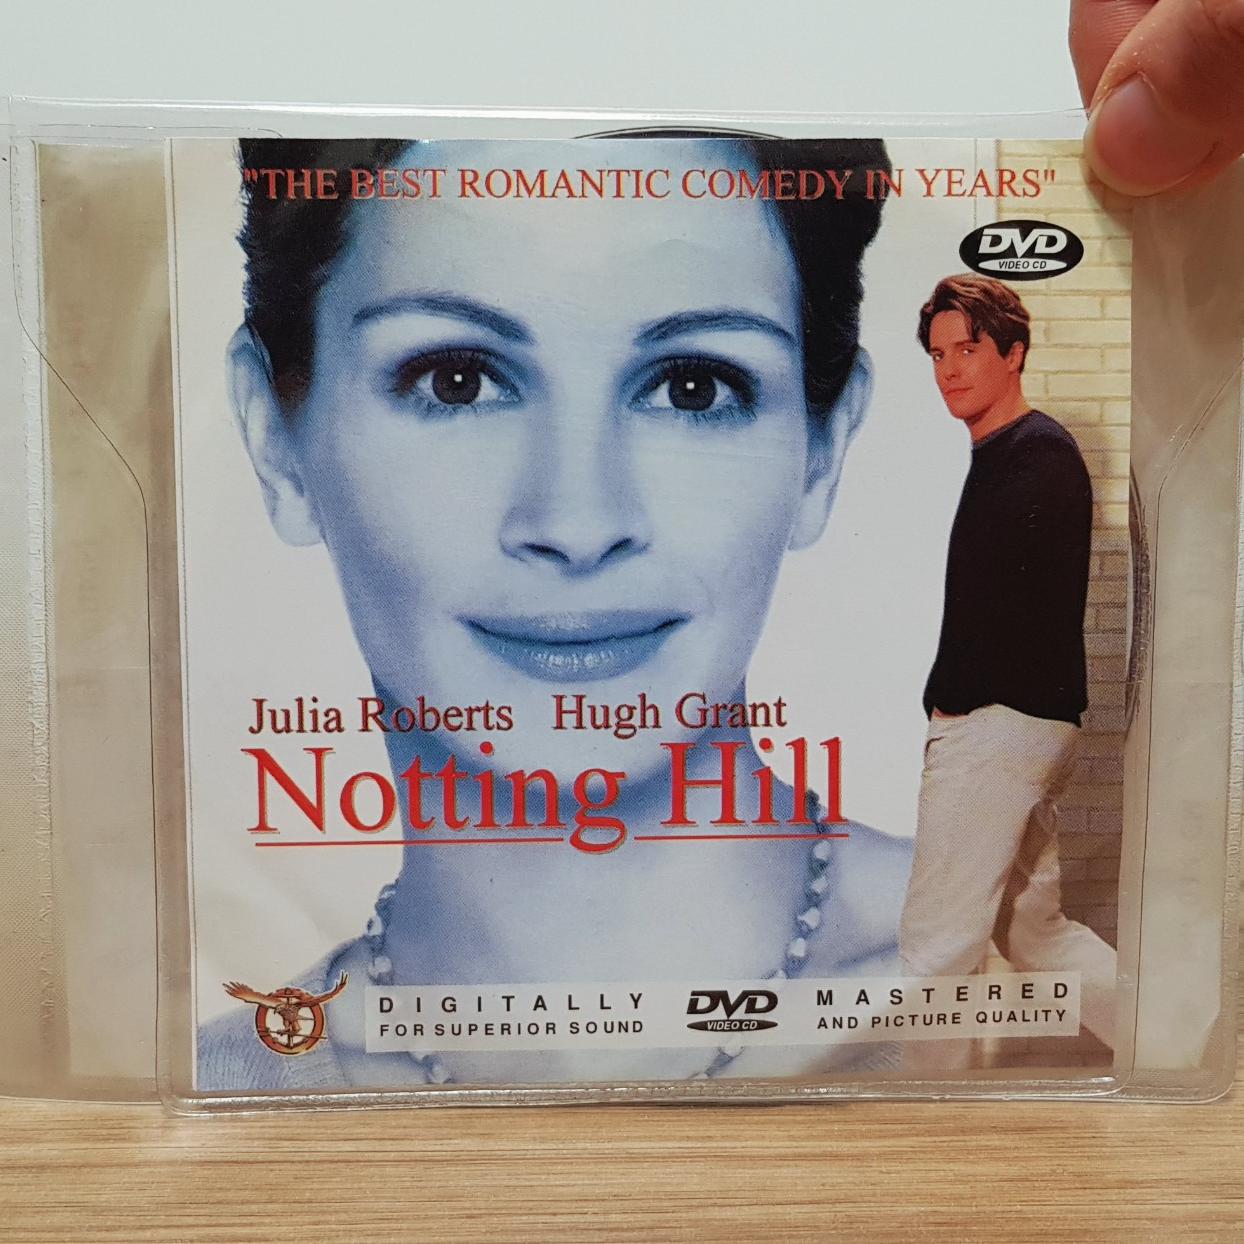 "THE BEST ROMANTIC COMEDY IN YEARS"
DVD
VIDEO CD
Julia Roberts Hugh Grant
Notting Hill
DIGITALLY DVD MASTERED
FOR SUPERIOR SOUND VIDEO CD AND PICTURE QUALITY